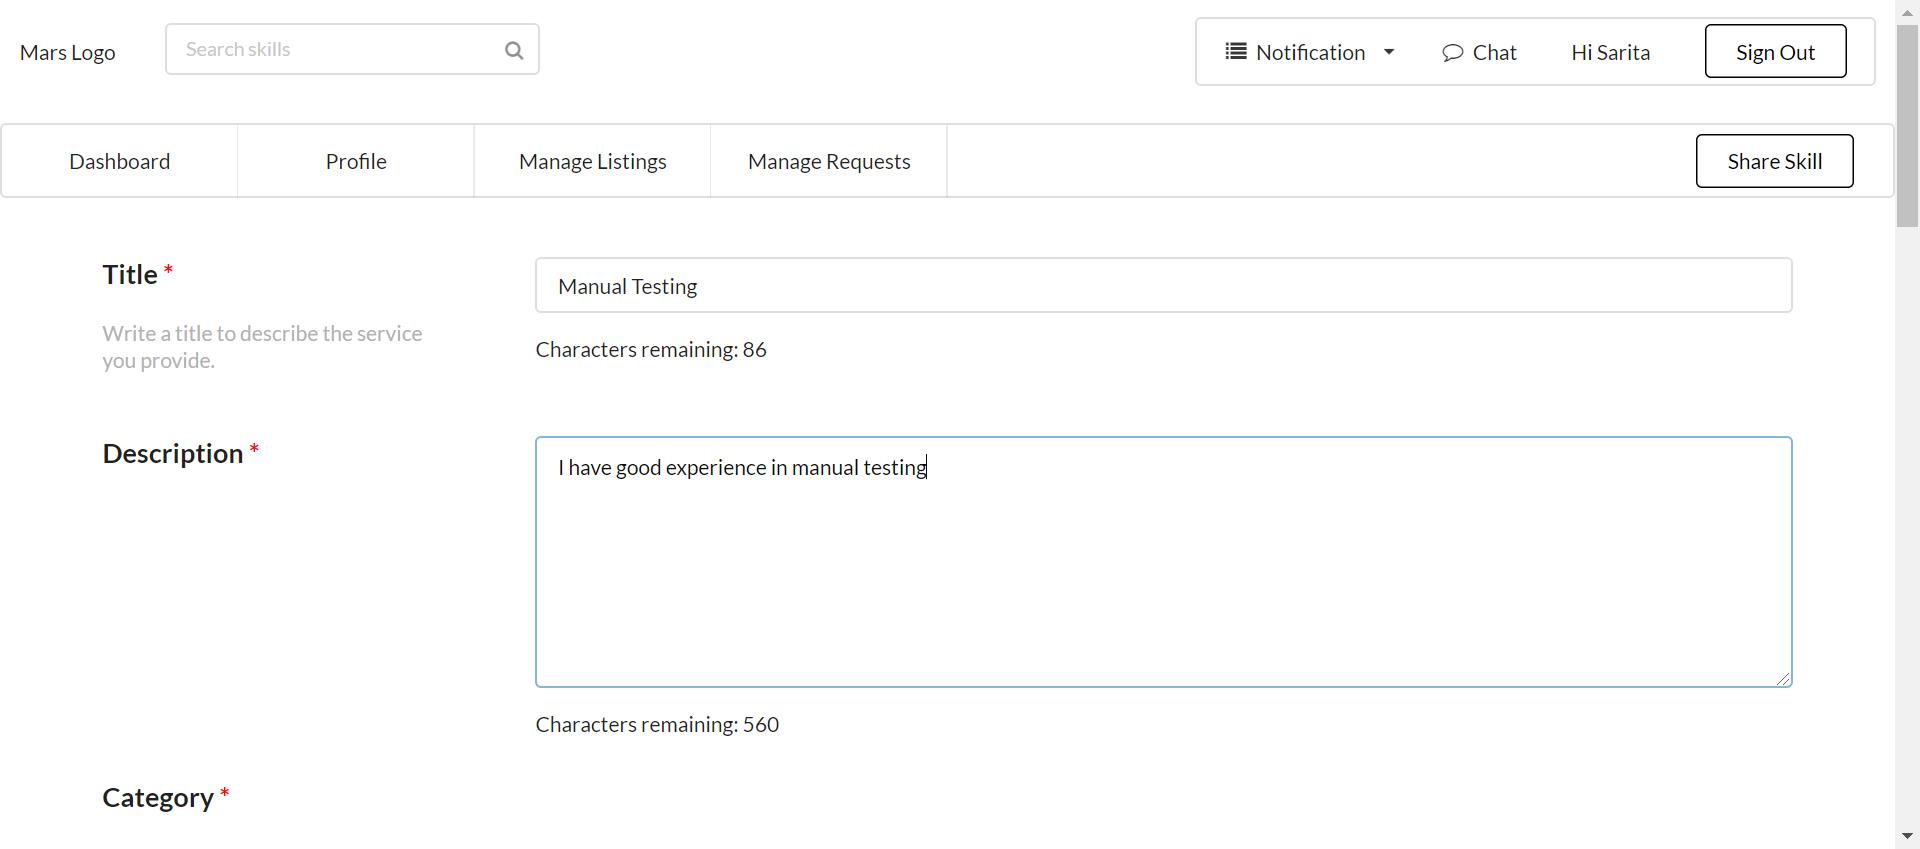 Mars Logo
Search skills
Notification
Chat
Hi Sarita
Sign Out
Dashboard
Profile
Manage Listings
Manage Requests
Share Skill
Title *
Write a title to describe the service
you provide.
Manual Testing
Characters remaining: 86
Description *
I have good experience in manual testing
Characters remaining: 560
Category *